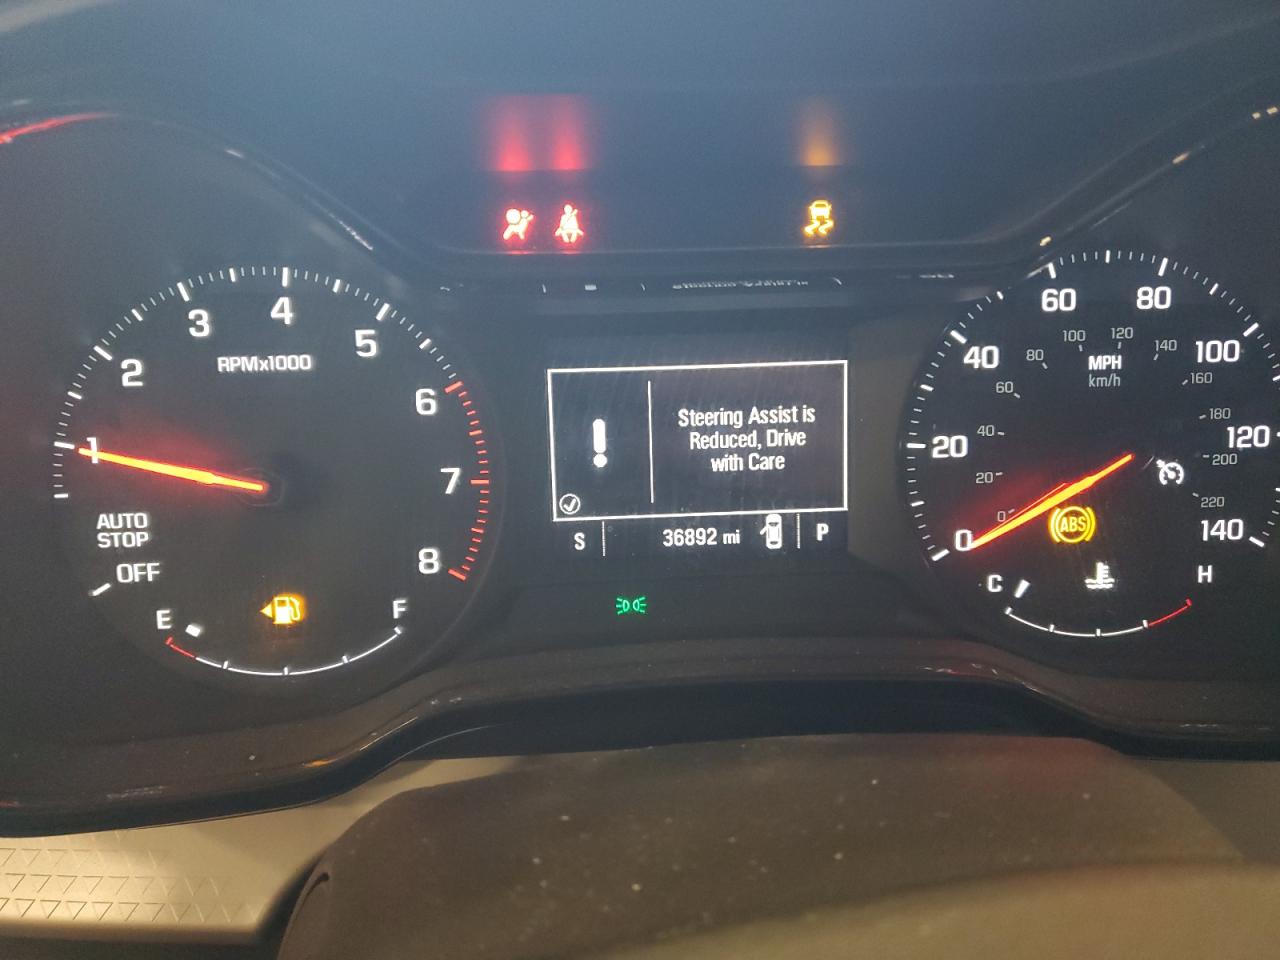 4
3
5
2
RPMx1000
6
1
7
AUTO
STOP
OFF
8
E
F
Steering Assist is
Reduced, Drive
with Care
S
36892 mi
P
60
80
100
120
40
80
MPH
140
100
km/h
60
160
180
20
40
120
200
20
220
0
0
ABS
140
C
H